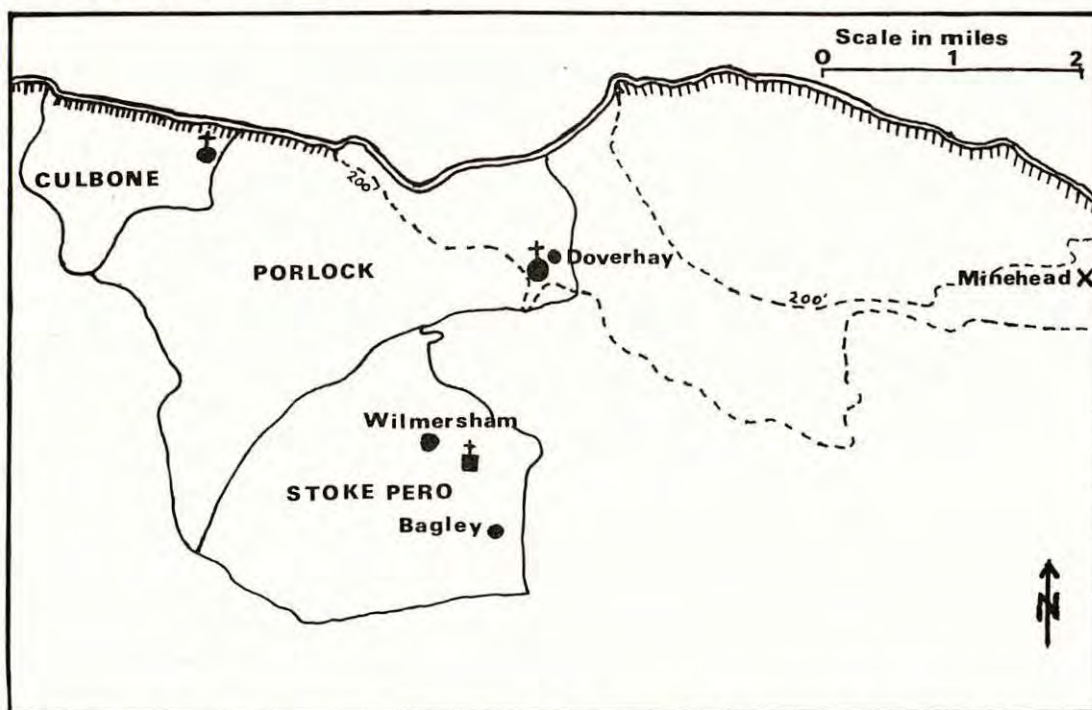 Scale in miles
0 1 2
CULBONE
200'
PORLOCK
Doverhay
Minehead
200'
Wilmersham
STOKE PERO
Bagley
N